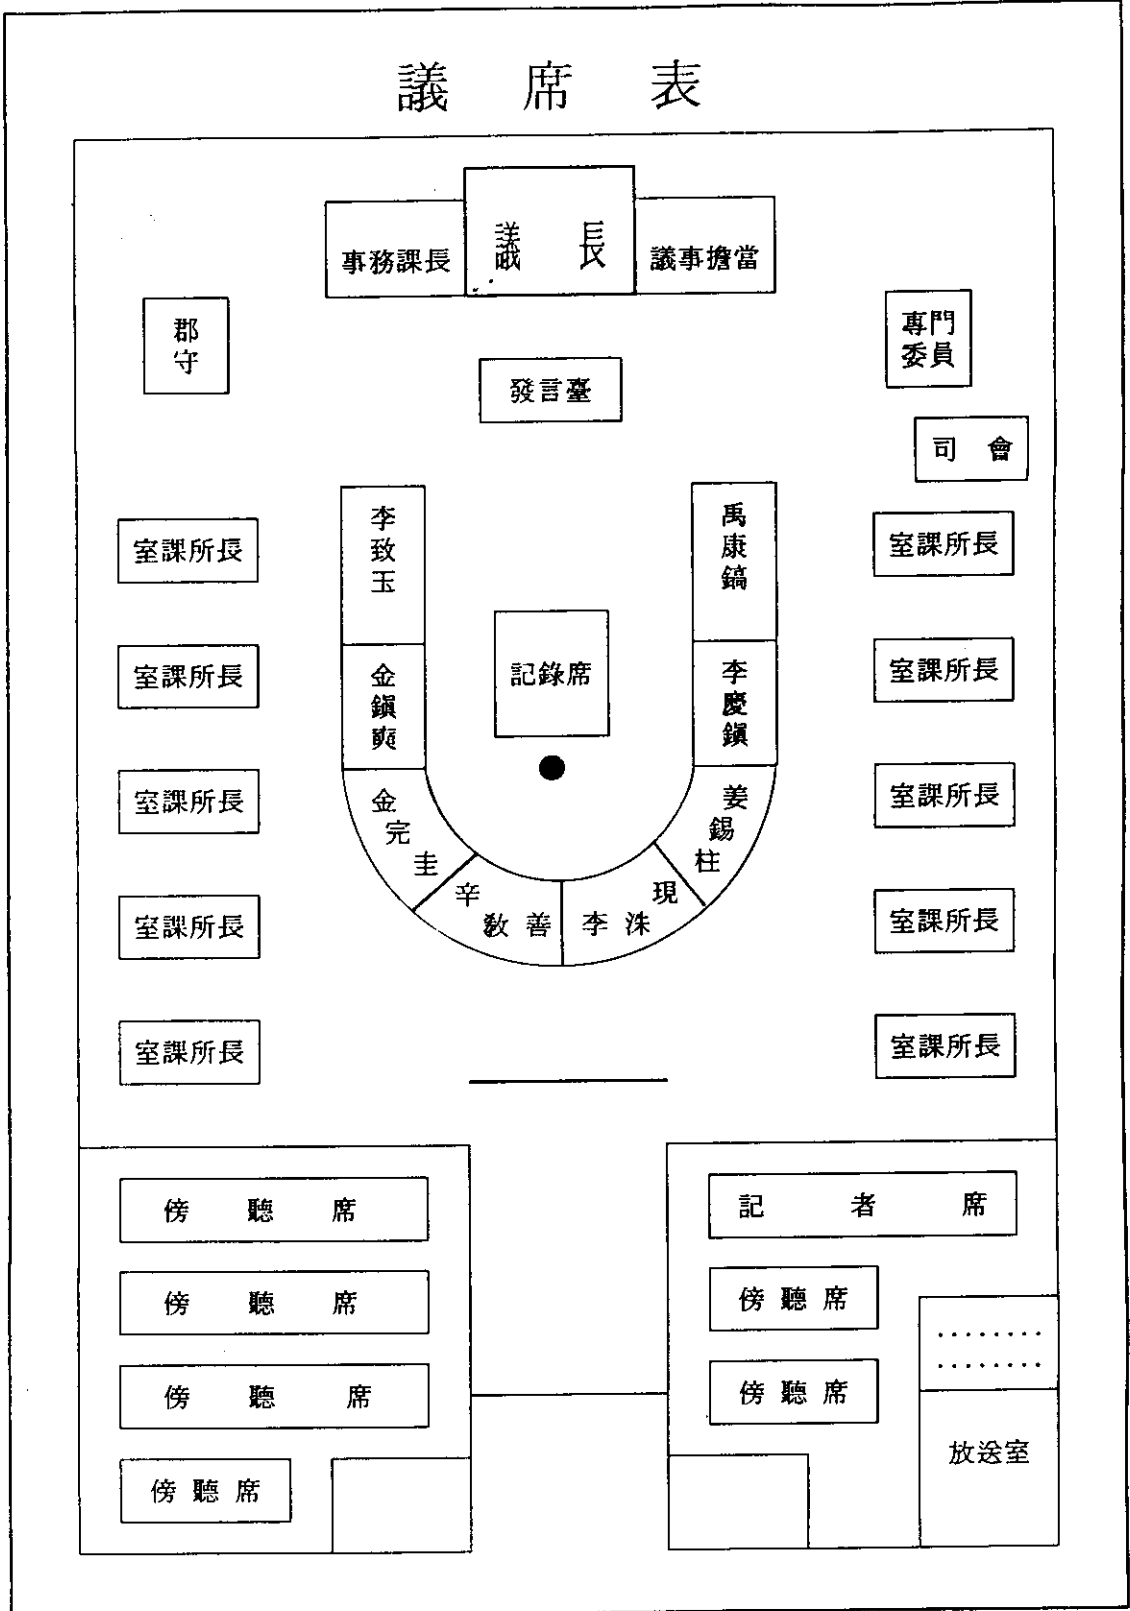 議席表
事務課長
議長
議事擔當
郡守
專門
委員
發言臺
司會
李致玉
禹康鎬
室課所長
室課所長
金鎭奭
記錄席
李慶鎭
室課所長
室課所長
金完圭
姜錫柱
室課所長
室課所長
辛敎善
李洙現
室課所長
室課所長
室課所長
室課所長
傍聽席
記者席
傍聽席
傍聽席
傍聽席
傍聽席
傍聽席
放送室